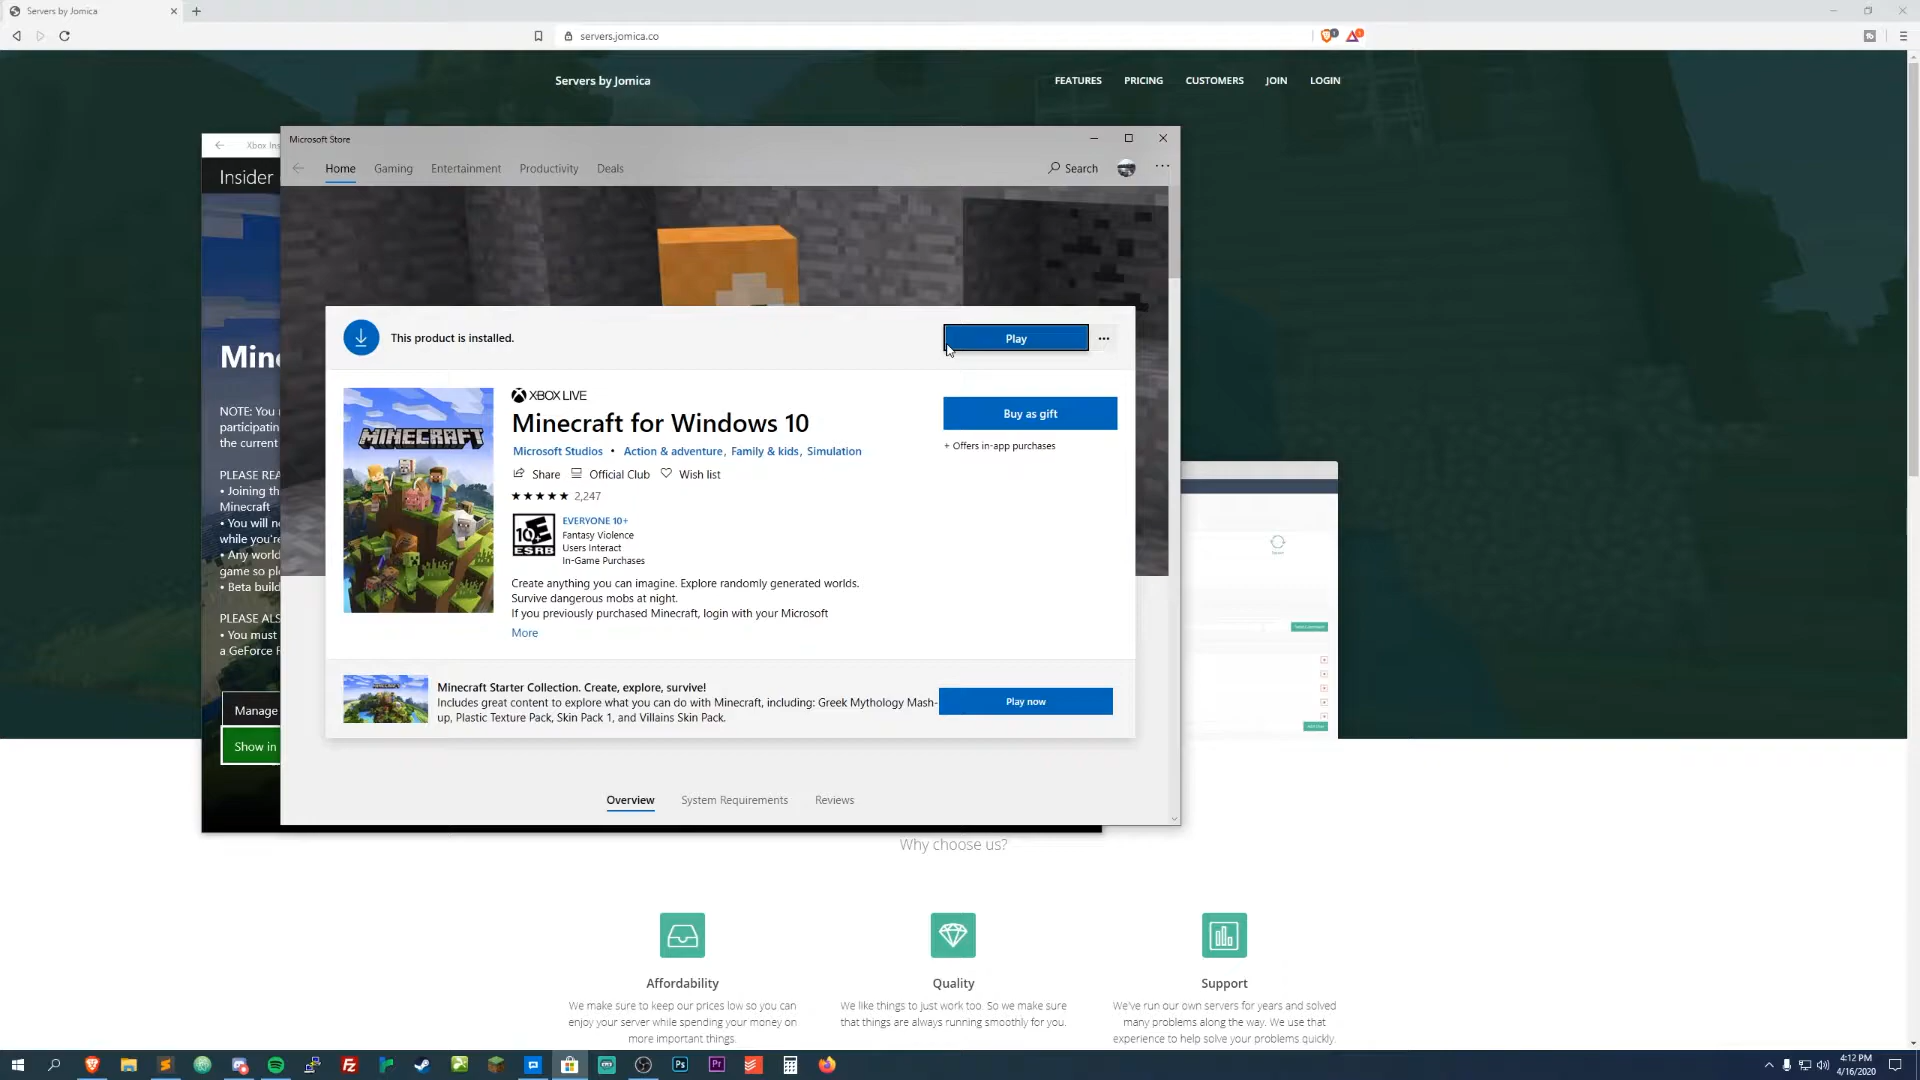 Servers by Jomica
servers.jomica.co
Servers by Jomica
FEATURES PRICING CUSTOMERS JOIN LOGIN
Xbox Ins
Microsoft Store
Insider
Home Gaming Entertainment Productivity Deals
Search
This product is installed.
Play
XBOX LIVE
MINECRAFT
Minecraft for Windows 10
Buy as gift
+ Offers in-app purchases
Microsoft Studios • Action & adventure, Family & kids, Simulation
Share Official Club Wish list
2,247
EVERYONE 10+
Fantasy Violence
Users Interact
In-Game Purchases
10+
ESRB
Create anything you can imagine. Explore randomly generated worlds.
Survive dangerous mobs at night.
If you previously purchased Minecraft, login with your Microsoft
More
Minecraft Starter Collection. Create, explore, survive!
Includes great content to explore what you can do with Minecraft, including: Greek Mythology Mash-
up, Plastic Texture Pack, Skin Pack 1, and Villains Skin Pack.
Play now
Overview System Requirements Reviews
Mine
NOTE: You
participating
the current
PLEASE REA
• Joining th
Minecraft
• You will n
while you're
• Any world
game so pl
• Beta build
PLEASE ALS
• You must
a GeForce
Manage
Show in
Why choose us?
Affordability
We make sure to keep our prices low so you can
enjoy your server while spending your money on
more important things.
Quality
We like things to just work too. So we make sure
that things are always running smoothly for you.
Support
We've run our own servers for years and solved
many problems along the way. We use that
experience to help solve your problems quickly.
Ps
Pr
4:12 PM
4/16/2020